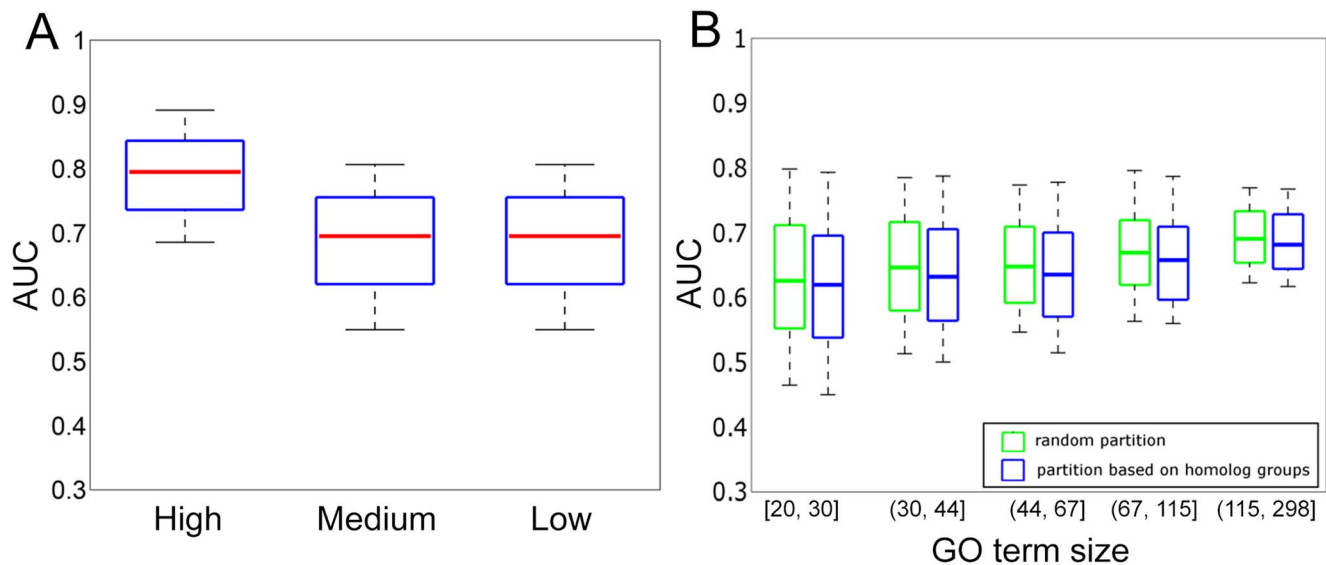 A
1
0.9
0.8
0.7
0.6
0.5
0.4
0.3
AUC
High Medium Low
B
1
0.9
0.8
0.7
0.6
0.5
0.4
0.3
AUC
random partition
partition based on homolog groups
[20, 30] (30, 44] (44, 67] (67, 115] (115, 298]
GO term size